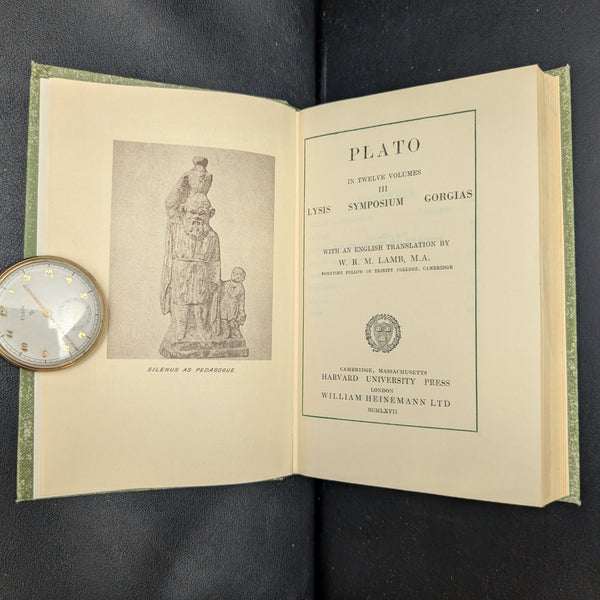 SILENUS AS PEDAGOGUE.
PLATO
IN TWELVE VOLUMES
III
LYSIS SYMPOSIUM GORGIAS
WITH AN ENGLISH TRANSLATION BY
W. R. M. LAMB, M.A.
SOMETIME FELLOW OF TRINITY COLLEGE, CAMBRIDGE
CAMBRIDGE, MASSACHUSETTS
HARVARD UNIVERSITY PRESS
LONDON
WILLIAM HEINEMANN LTD
MCMLXVII
ELGIN